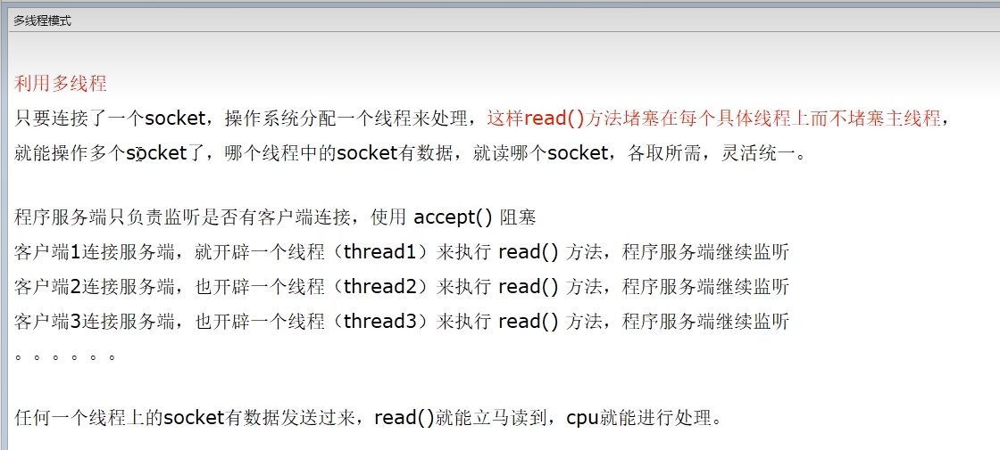 多线程模式
利用多线程
只要连接了一个socket，操作系统分配一个线程来处理，这样read()方法堵塞在每个具体线程上而不堵塞主线程，
就能操作多个socket了，哪个线程中的socket有数据，就读哪个socket，各取所需，灵活统一。
程序服务端只负责监听是否有客户端连接，使用 accept() 阻塞
客户端1连接服务端，就开辟一个线程（thread1）来执行 read() 方法，程序服务端继续监听
客户端2连接服务端，也开辟一个线程（thread2）来执行 read() 方法，程序服务端继续监听
客户端3连接服务端，也开辟一个线程（thread3）来执行 read() 方法，程序服务端继续监听
。。。。。。
任何一个线程上的socket有数据发送过来，read()就能立马读到，cpu就能进行处理。